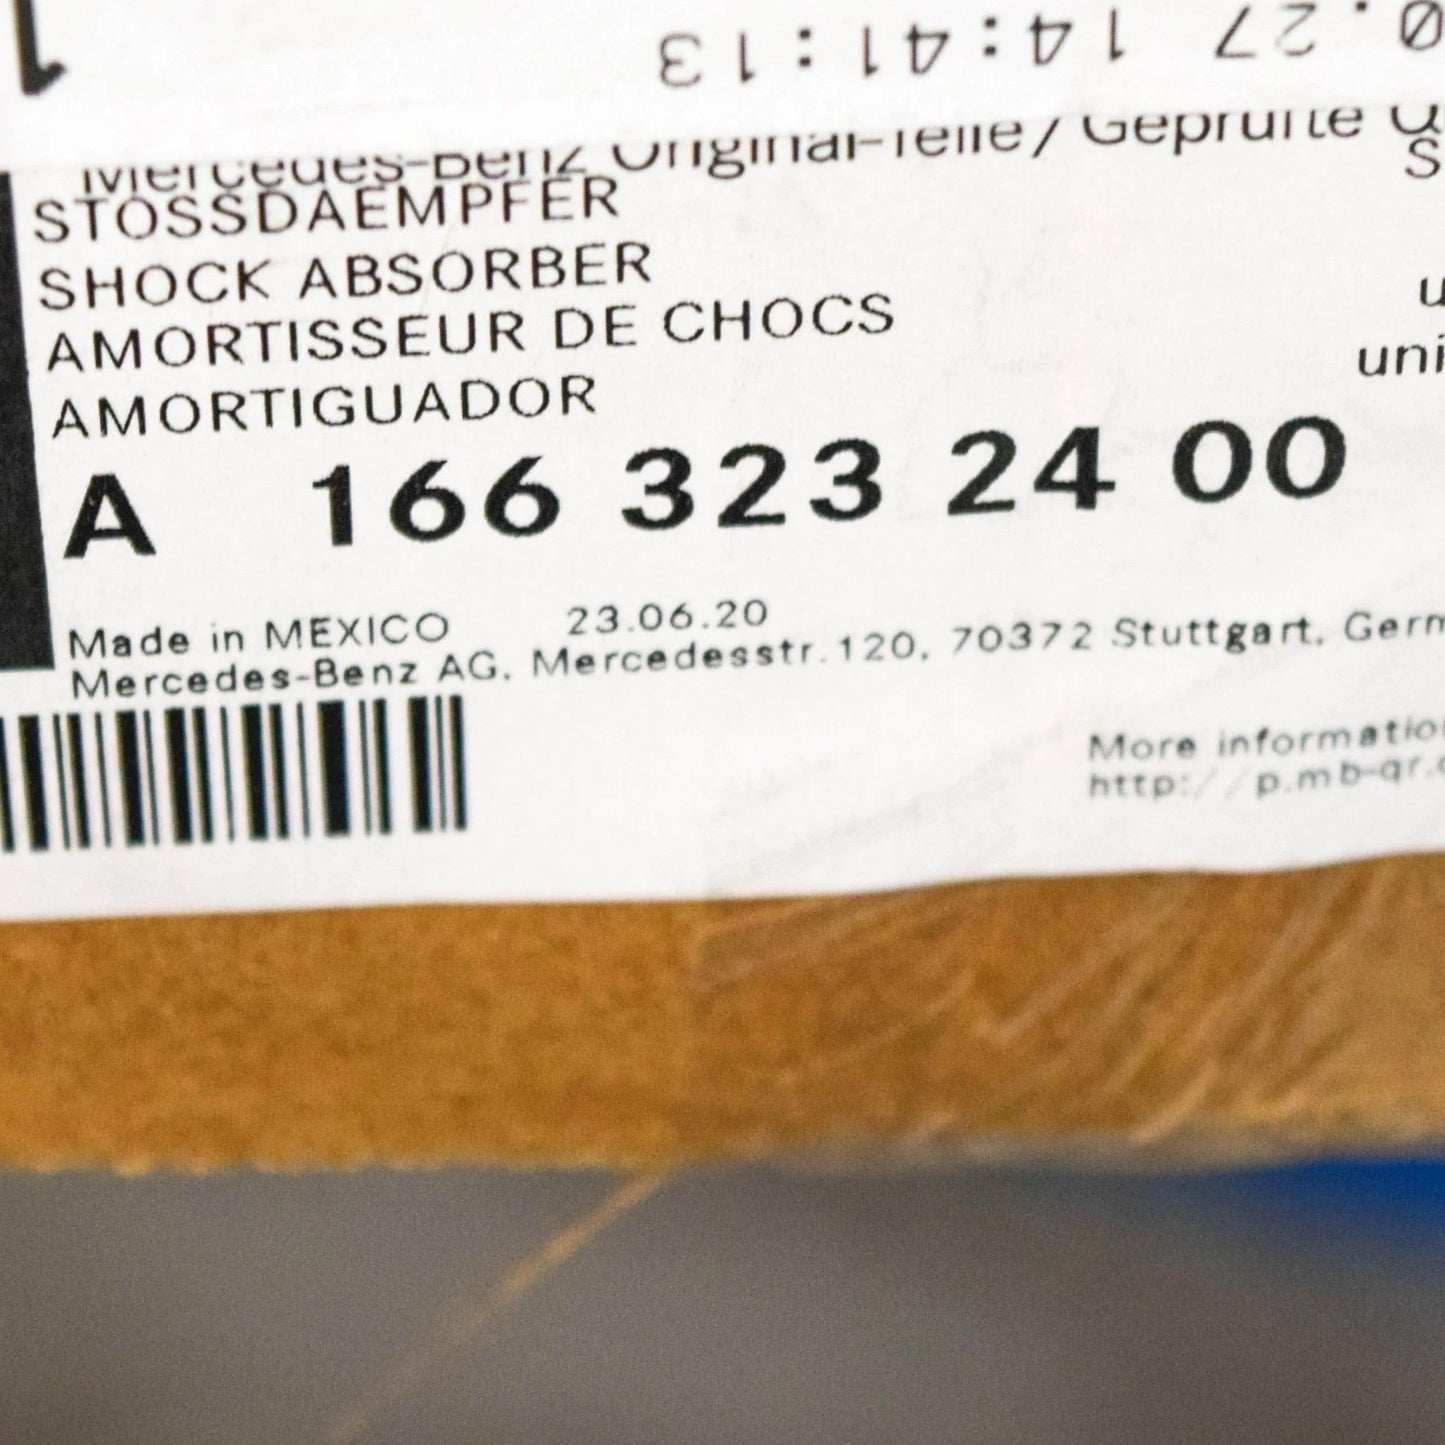 1
0.27 14:41:13
Mercedes-Benz Original-Teile/ Geprüfte
STOSSDAEMPFER
SHOCK ABSORBER
AMORTISSEUR DE CHOCS
AMORTIGUADOR
A 166 323 24 00
Made in MEXICO 23.06.20
Mercedes-Benz AG, Mercedesstr.120, 70372 Stuttgart, Germ
More informatio
http://p.mb-qr.